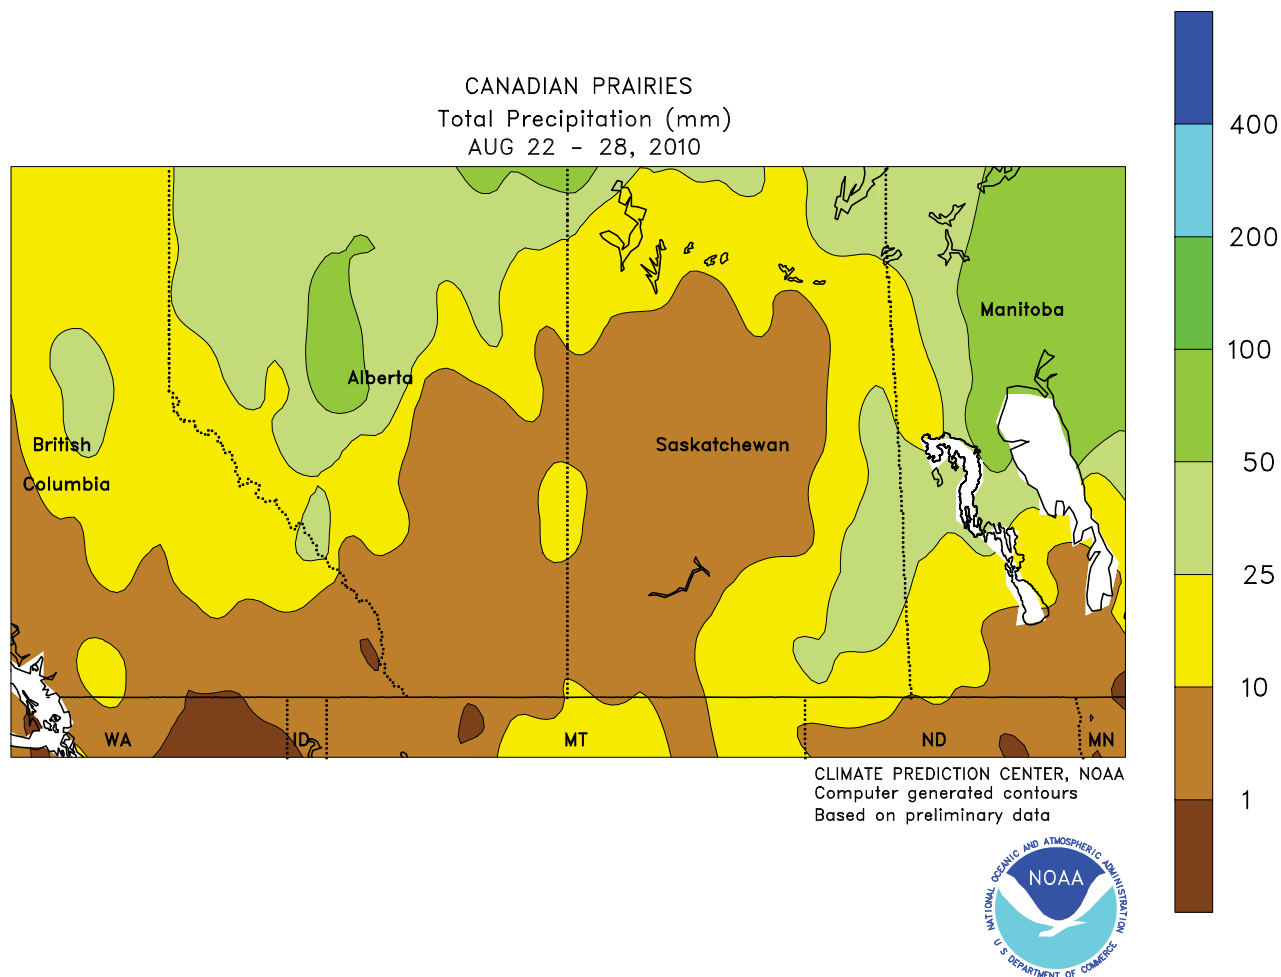 CANADIAN PRAIRIES
Total Precipitation (mm)
AUG 22 - 28, 2010
400
200
100
50
25
10
1
Manitoba
Alberta
British
Columbia
Saskatchewan
WA
ID
MT
ND
MN
CLIMATE PREDICTION CENTER, NOAA
Computer generated contours
Based on preliminary data
NATIONAL OCEANIC AND ATMOSPHERIC ADMINISTRATION
NOAA
U S DEPARTMENT OF COMMERCE